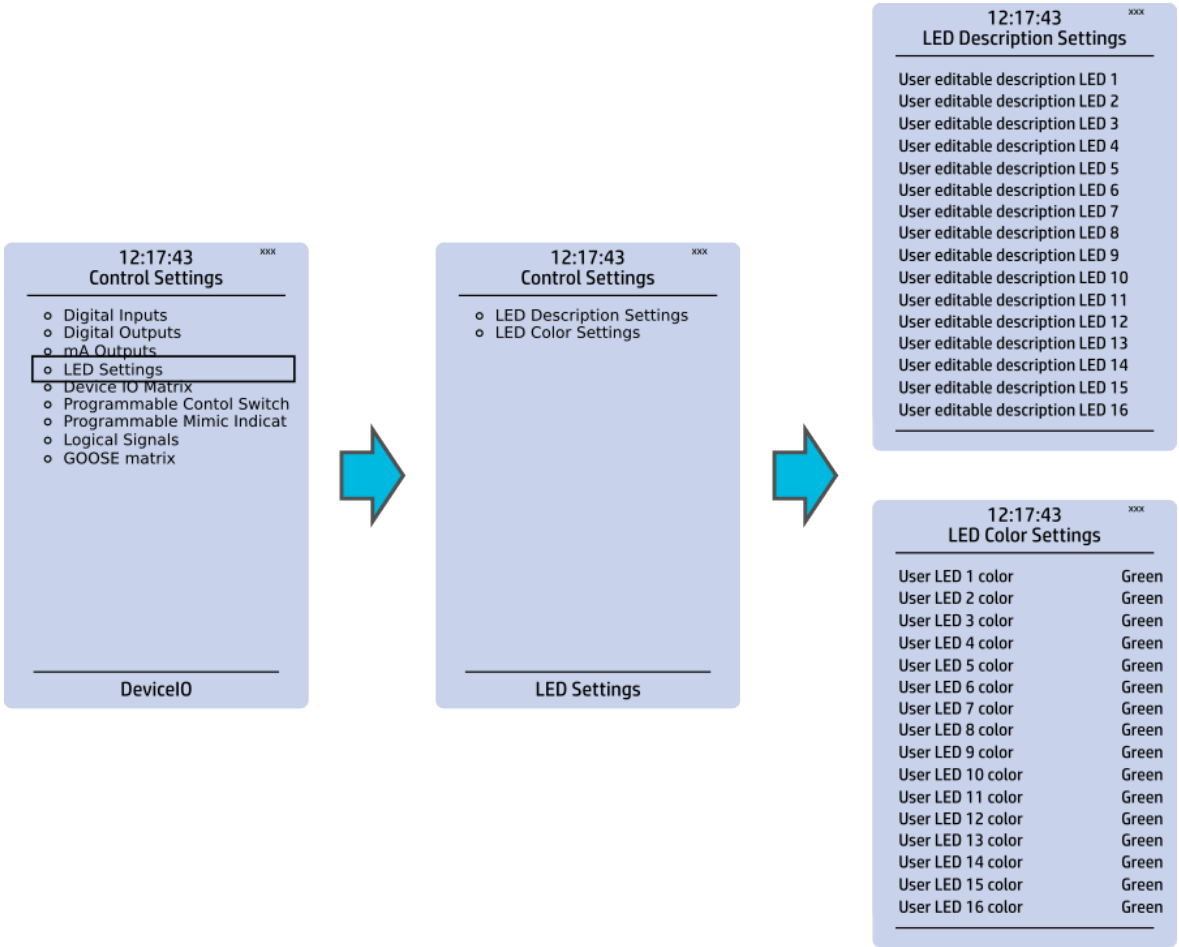 12:17:43 xxx
Control Settings
Digital Inputs
Digital Outputs
mA Outputs
LED Settings
Device IO Matrix
Programmable Contol Switch
Programmable Mimic Indicat
Logical Signals
GOOSE matrix
DeviceIO
12:17:43 xxx
Control Settings
LED Description Settings
LED Color Settings
LED Settings
12:17:43 xxx
LED Description Settings
User editable description LED 1
User editable description LED 2
User editable description LED 3
User editable description LED 4
User editable description LED 5
User editable description LED 6
User editable description LED 7
User editable description LED 8
User editable description LED 9
User editable description LED 10
User editable description LED 11
User editable description LED 12
User editable description LED 13
User editable description LED 14
User editable description LED 15
User editable description LED 16
12:17:43 xxx
LED Color Settings
User LED 1 color Green
User LED 2 color Green
User LED 3 color Green
User LED 4 color Green
User LED 5 color Green
User LED 6 color Green
User LED 7 color Green
User LED 8 color Green
User LED 9 color Green
User LED 10 color Green
User LED 11 color Green
User LED 12 color Green
User LED 13 color Green
User LED 14 color Green
User LED 15 color Green
User LED 16 color Green